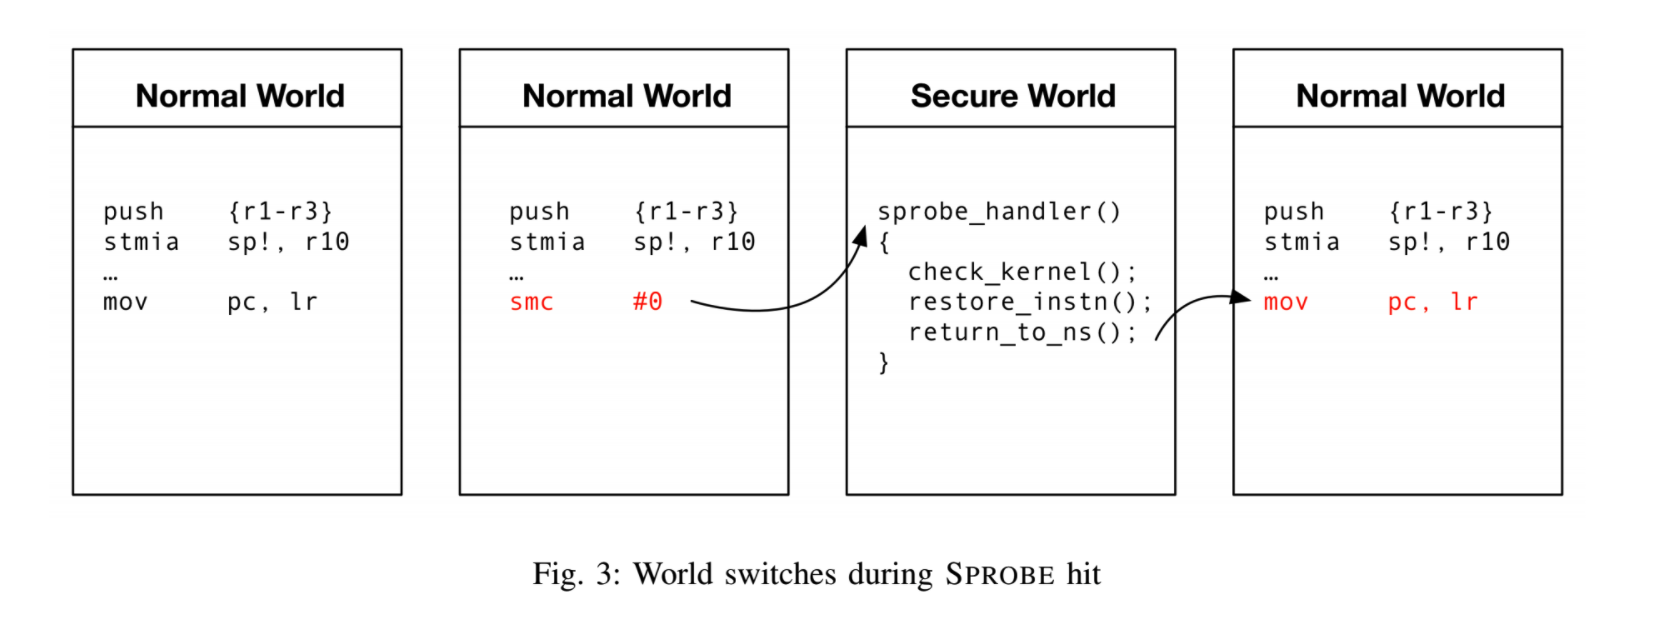 Normal World
push {r1-r3}
stmia sp!, r10
…
mov pc, lr
Normal World
push {r1-r3}
stmia sp!, r10
…
smc #0
Secure World
sprobe_handler()
{
check_kernel();
restore_instn();
return_to_ns();
}
Normal World
push {r1-r3}
stmia sp!, r10
…
mov pc, lr
Fig. 3: World switches during SPROBE hit